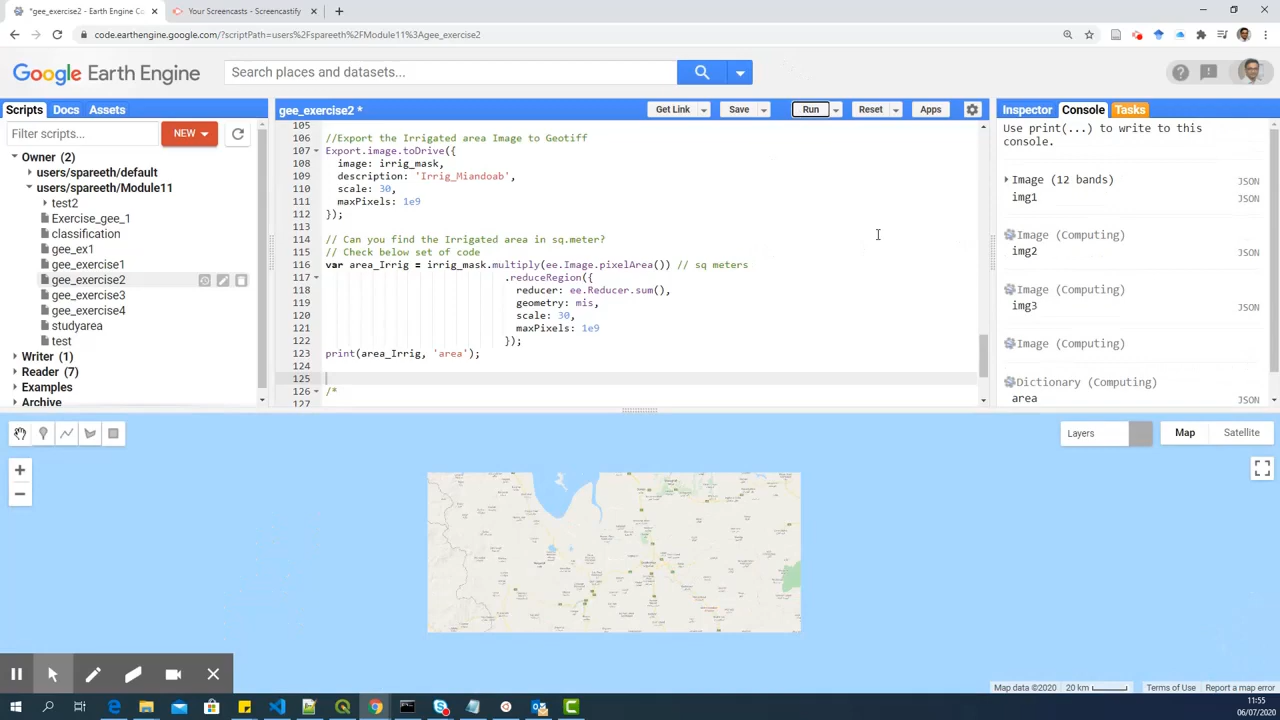 *gee_exercise2 - Earth Engine Co
Your Screencasts - Screencastify
code.earthengine.google.com/?scriptPath=users%2Fspareeth%2FModule11%3Agee_exercise2
Google Earth Engine
Search places and datasets...
Scripts Docs Assets
Filter scripts...
NEW
Owner (2)
users/spareeth/default
users/spareeth/Module11
test2
Exercise_gee_1
classification
gee_ex1
gee_exercise1
gee_exercise2
gee_exercise3
gee_exercise4
studyarea
test
Writer (1)
Reader (7)
Examples
Archive
gee_exercise2 *
Get Link Save Run Reset Apps
105
106 //Export the Irrigated area Image to Geotiff
107 Export.image.toDrive({
108 image: irrig_mask,
109 description: 'Irrig_Miandoab',
110 scale: 30,
111 maxPixels: 1e9
112 });
113
114 // Can you find the Irrigated area in sq.meter?
115 // Check below set of code
116 var area_Irrig = irrig_mask.multiply(ee.Image.pixelArea()) // sq meters
117 .reduceRegion({
118 reducer: ee.Reducer.sum(),
119 geometry: mis,
120 scale: 30,
121 maxPixels: 1e9
122 });
123 print(area_Irrig, 'area');
124
125
126 /*
127
Inspector Console Tasks
Use print(...) to write to this
console.
Image (12 bands) JSON
img1 JSON
Image (Computing)
img2 JSON
Image (Computing)
img3 JSON
Image (Computing)
Dictionary (Computing)
area JSON
Layers
Map Satellite
Map data ©2020 20 km Terms of Use Report a map error
11:55
06/07/2020